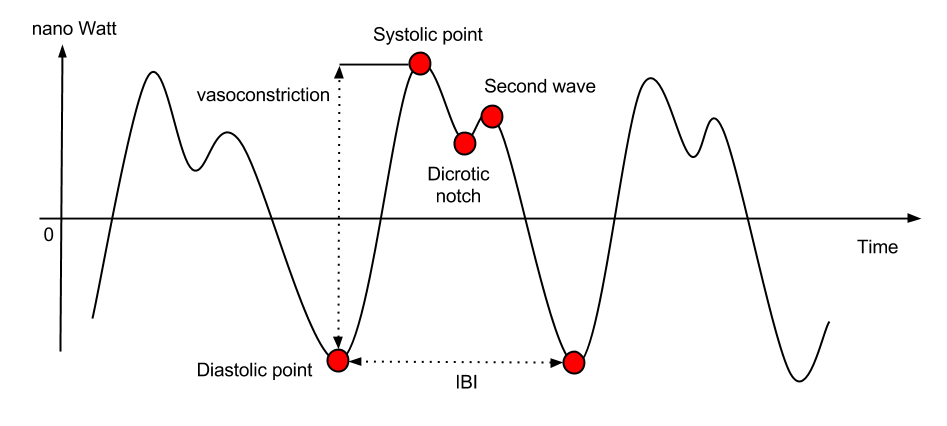 nano Watt
Systolic point
Second wave
vasoconstriction
Dicrotic
notch
0
Time
Diastolic point
IBI